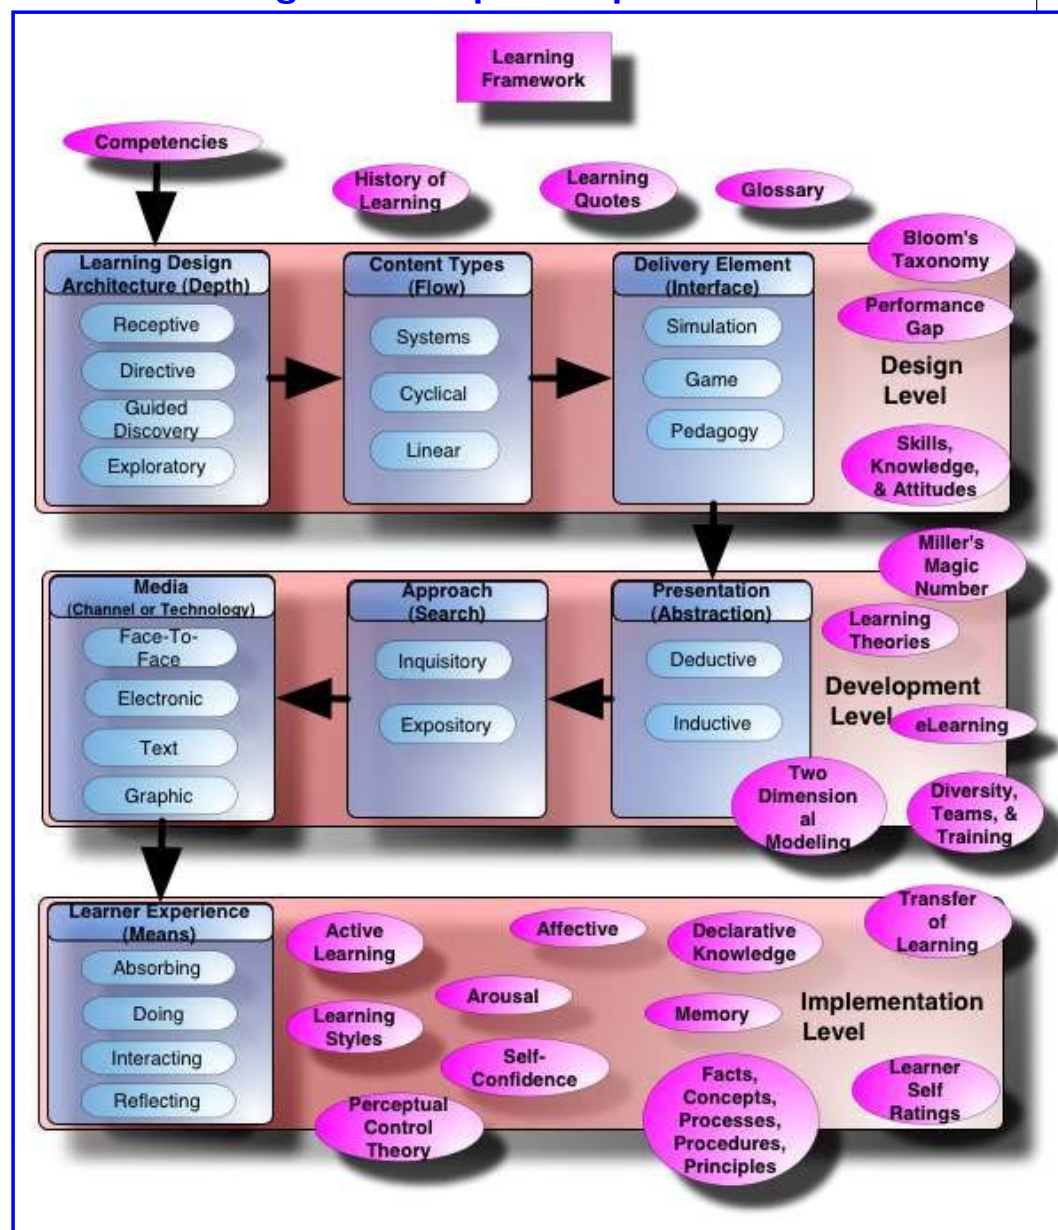 Learning
Framework
Competencies
History of
Learning
Learning
Quotes
Glossary
Bloom's
Taxonomy
Learning Design
Architecture (Depth)
Receptive
Directive
Guided
Discovery
Exploratory
Content Types
(Flow)
Systems
Cyclical
Linear
Delivery Element
(Interface)
Simulation
Game
Pedagogy
Performance
Gap
Design
Level
Skills,
Knowledge,
& Attitudes
Miller's
Magic
Number
Media
(Channel or Technology)
Face-To-
Face
Electronic
Text
Graphic
Approach
(Search)
Inquisitory
Expository
Presentation
(Abstraction)
Deductive
Inductive
Learning
Theories
Development
Level
eLearning
Two
Dimension
al
Modeling
Diversity,
Teams, &
Training
Learner Experience
(Means)
Absorbing
Doing
Interacting
Reflecting
Active
Learning
Affective
Declarative
Knowledge
Transfer
of
Learning
Arousal
Learning
Styles
Memory
Implementation
Level
Self-
Confidence
Perceptual
Control
Theory
Facts,
Concepts,
Processes,
Procedures,
Principles
Learner
Self
Ratings